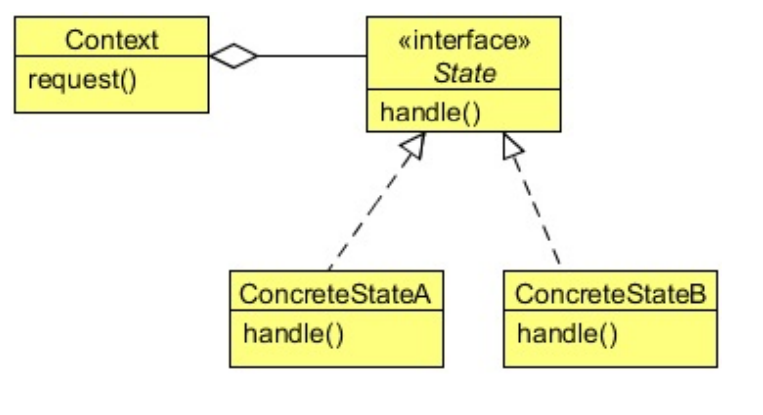 Context
request()
«interface»
State
handle()
ConcreteStateA
handle()
ConcreteStateB
handle()